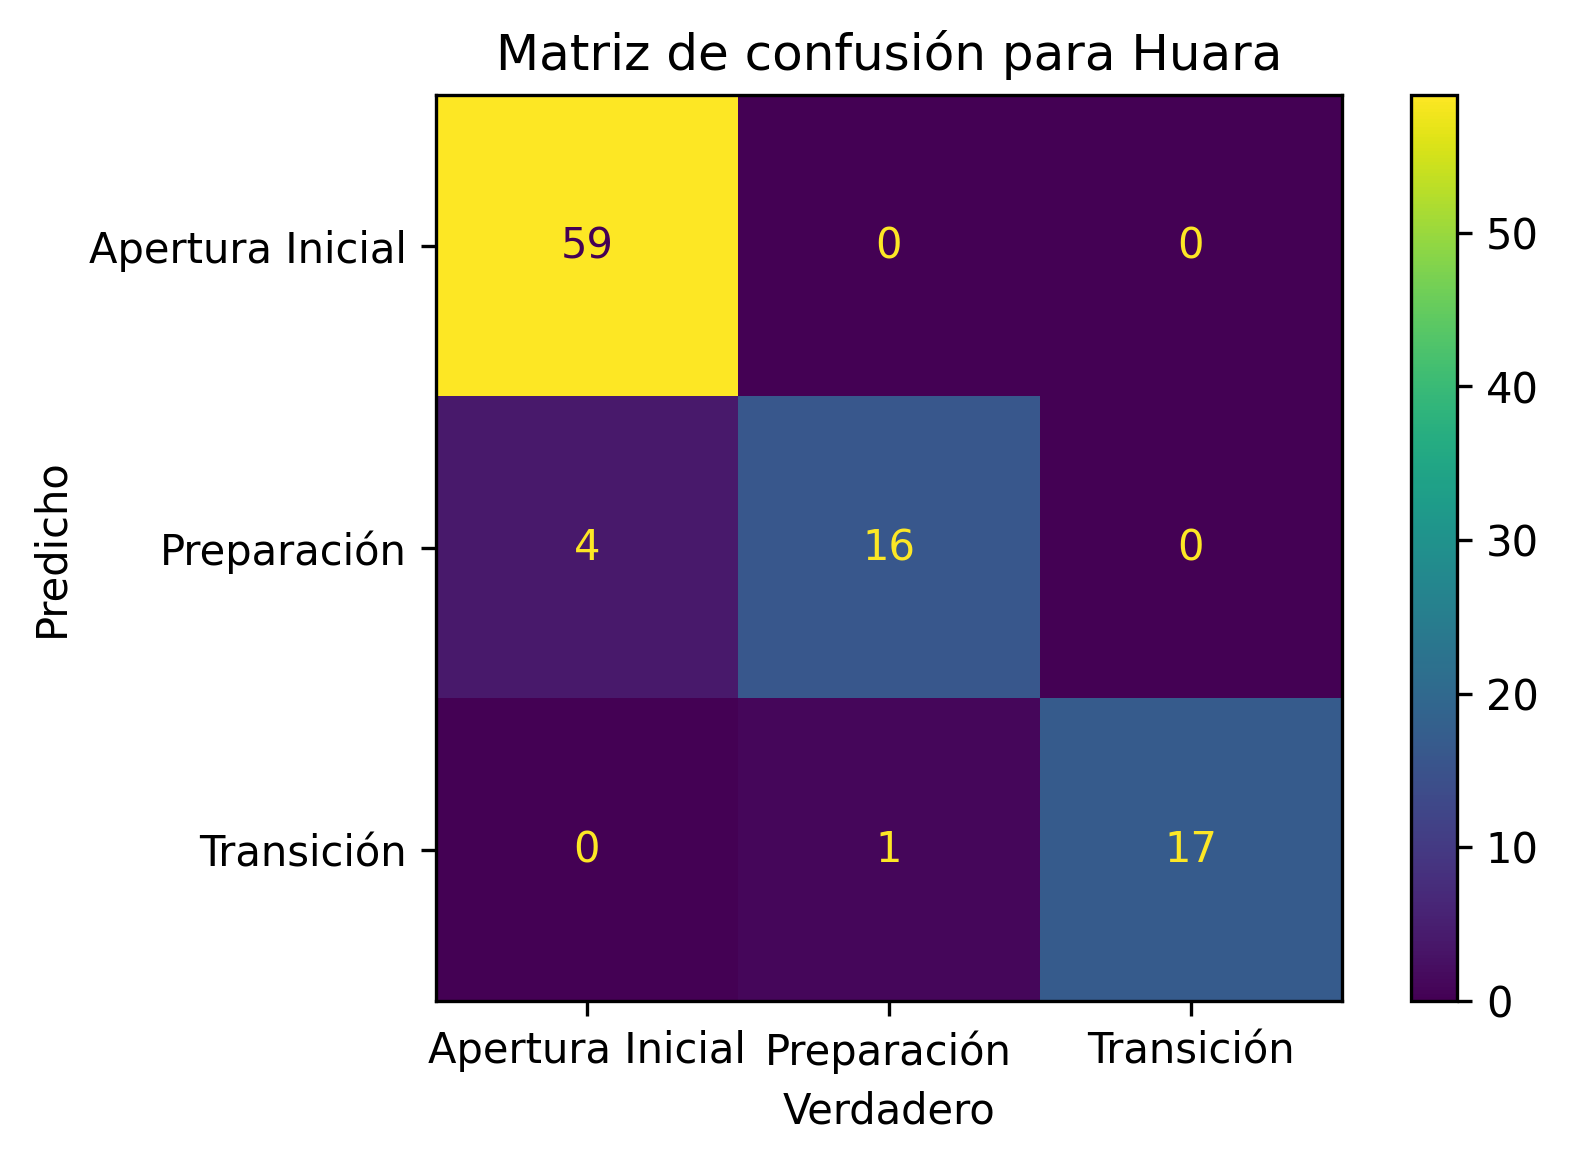 Matriz de confusión para Huara
Predicho
Apertura Inicial
59 0 0
Preparación
4 16 0
Transición
0 1 17
Apertura Inicial Preparación Transición
Verdadero
50
40
30
20
10
0